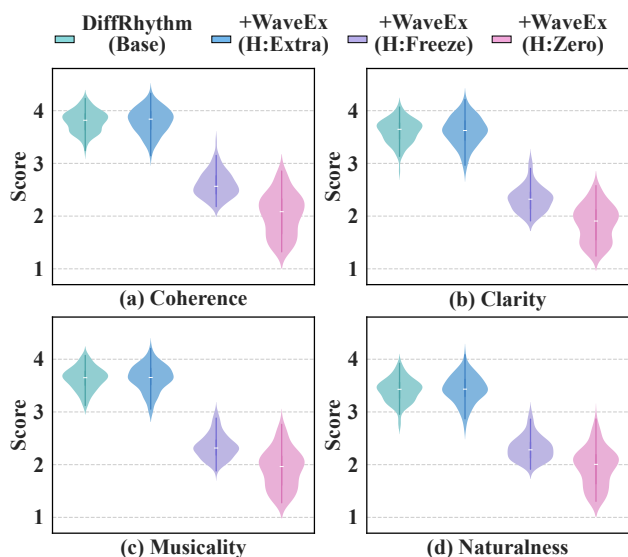 DiffRhythm +WaveEx +WaveEx +WaveEx
(Base) (H:Extra) (H:Freeze) (H:Zero)
Score
4
3
2
1
(a) Coherence
Score
4
3
2
1
(b) Clarity
Score
4
3
2
1
(c) Musicality
Score
4
3
2
1
(d) Naturalness